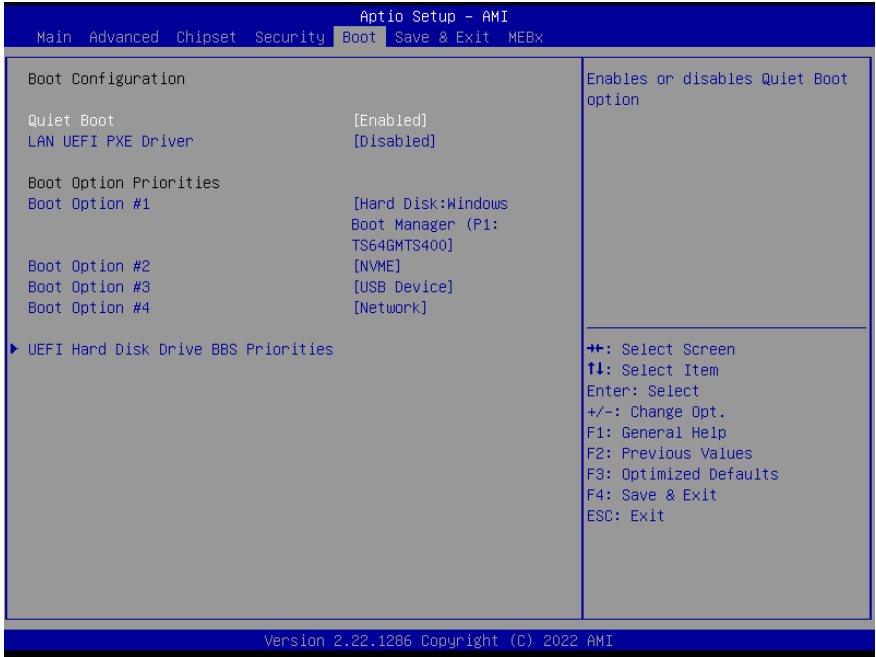 Aptio Setup – AMI
Main Advanced Chipset Security Boot Save & Exit MEBx
Boot Configuration
Quiet Boot [Enabled]
LAN UEFI PXE Driver [Disabled]
Boot Option Priorities
Boot Option #1 [Hard Disk:Windows
Boot Manager (P1:
TS64GMTS400]
Boot Option #2 [NVME]
Boot Option #3 [USB Device]
Boot Option #4 [Network]
UEFI Hard Disk Drive BBS Priorities
Enables or disables Quiet Boot
option
→←: Select Screen
↑↓: Select Item
Enter: Select
+/-: Change Opt.
F1: General Help
F2: Previous Values
F3: Optimized Defaults
F4: Save & Exit
ESC: Exit
Version 2.22.1286 Copyright (C) 2022 AMI